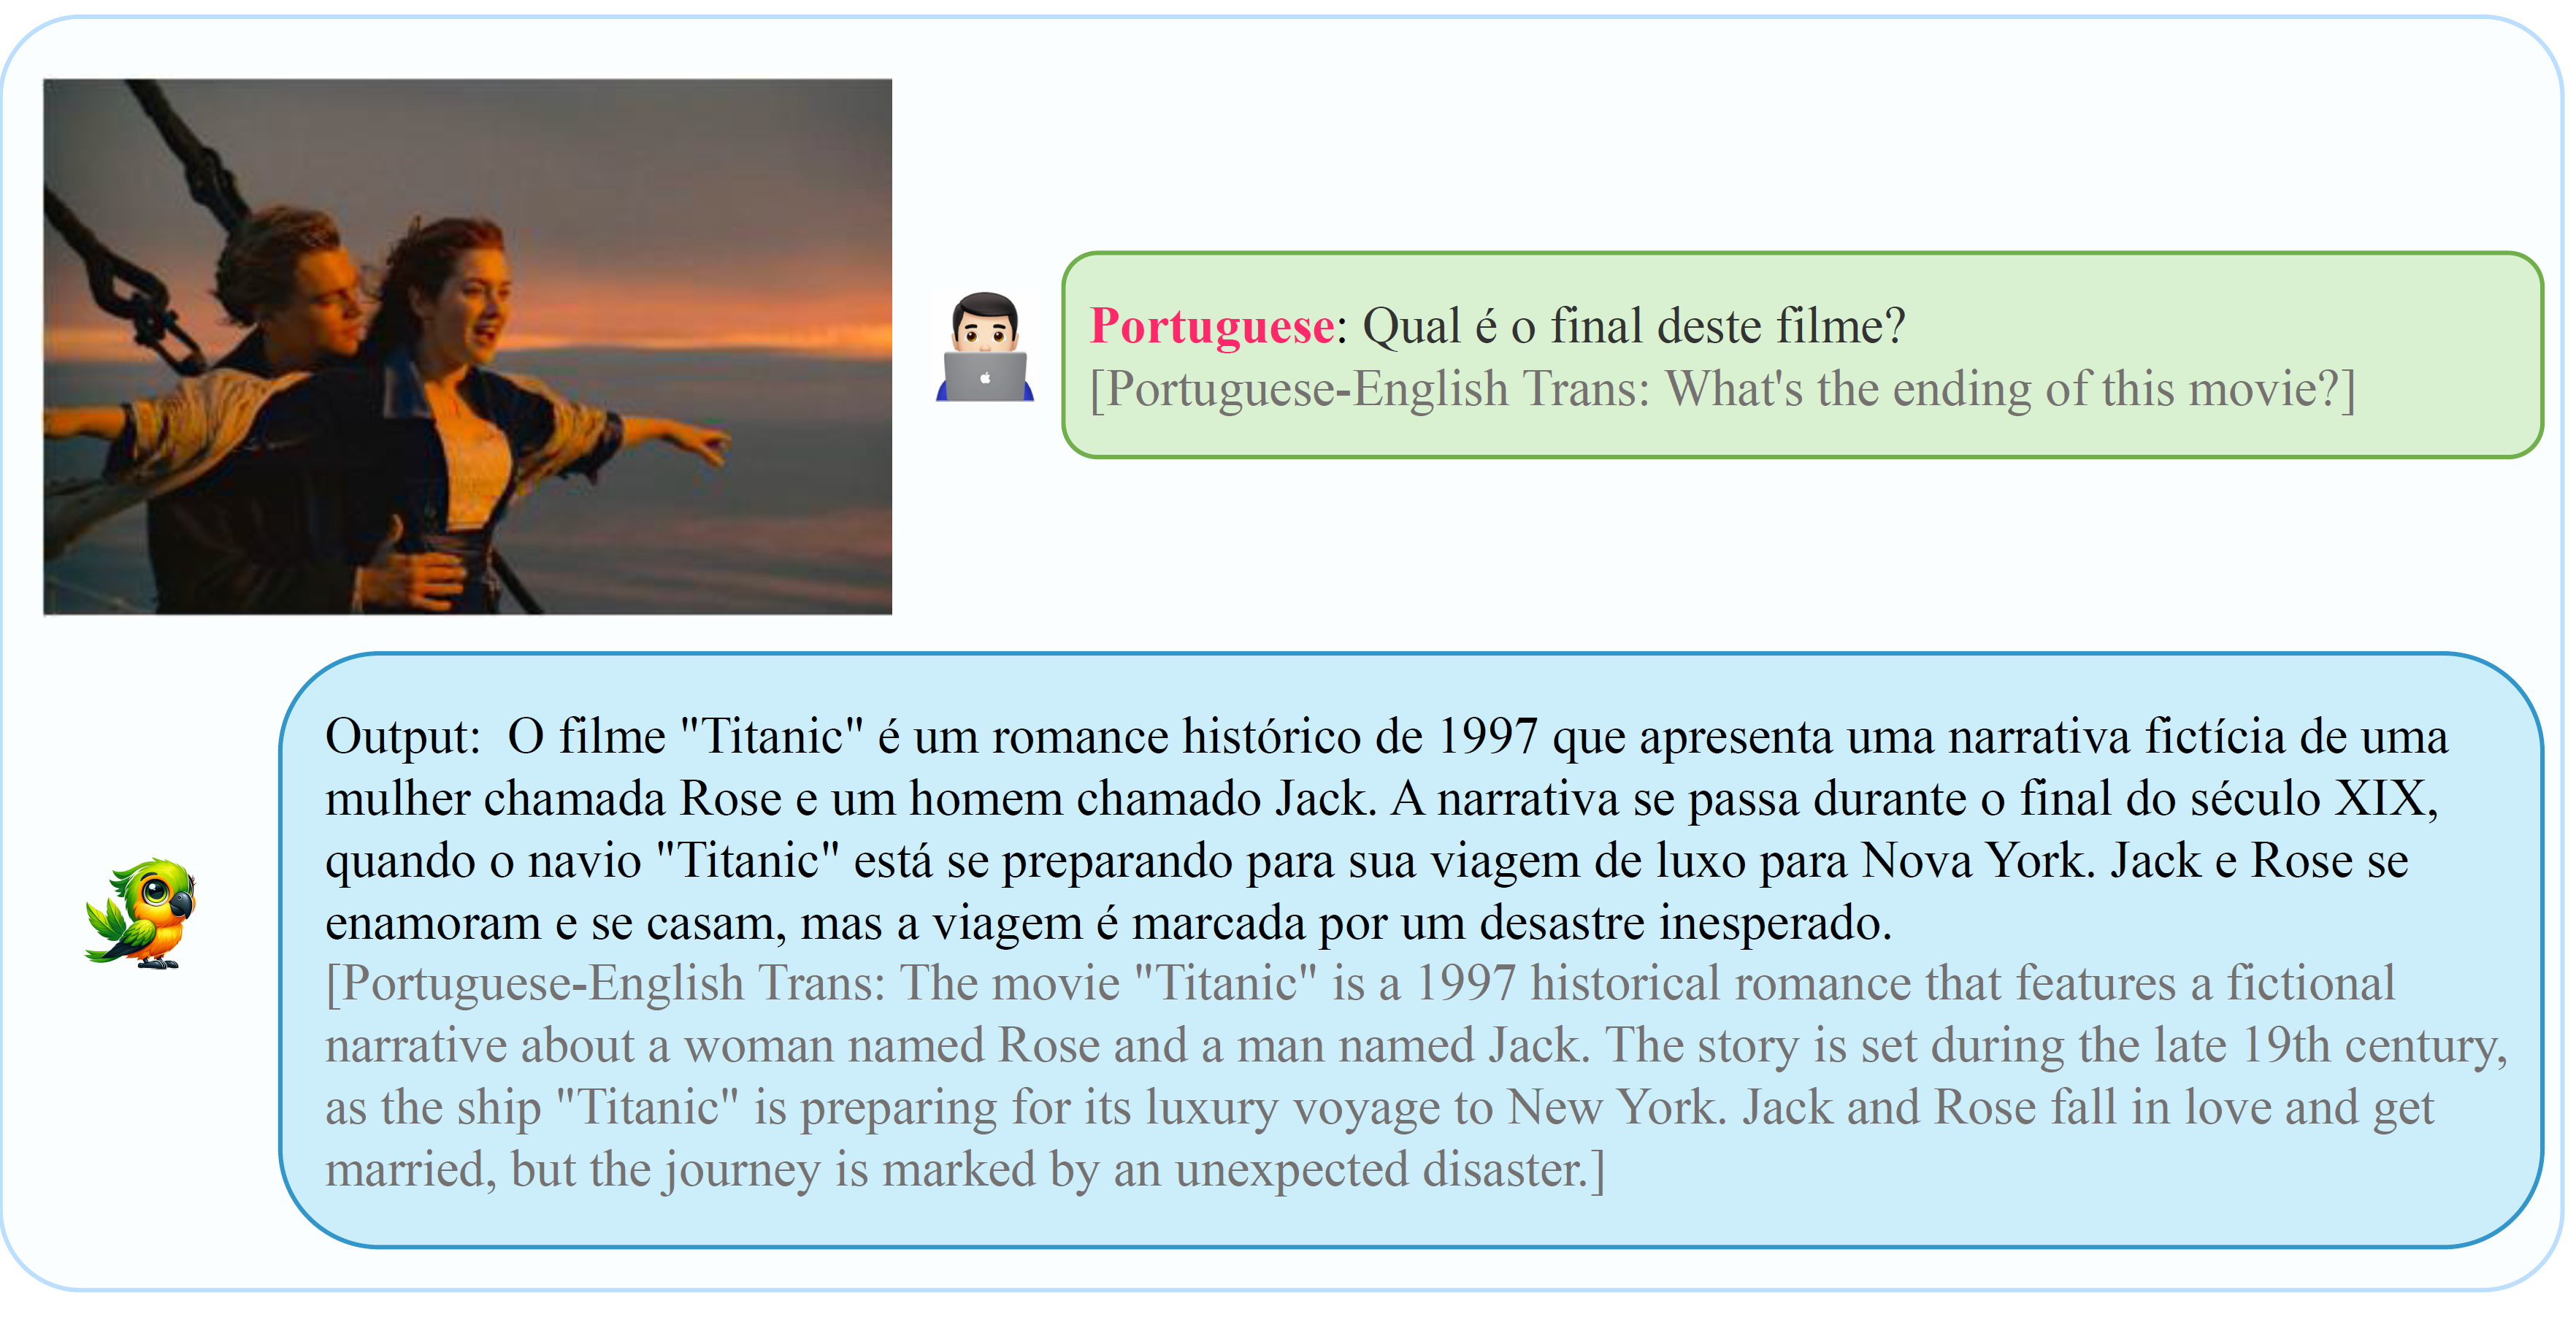 Portuguese: Qual é o final deste filme?
[Portuguese-English Trans: What's the ending of this movie?]
Output: O filme "Titanic" é um romance histórico de 1997 que apresenta uma narrativa fictícia de uma
mulher chamada Rose e um homem chamado Jack. A narrativa se passa durante o final do século XIX,
quando o navio "Titanic" está se preparando para sua viagem de luxo para Nova York. Jack e Rose se
enamoram e se casam, mas a viagem é marcada por um desastre inesperado.
[Portuguese-English Trans: The movie "Titanic" is a 1997 historical romance that features a fictional
narrative about a woman named Rose and a man named Jack. The story is set during the late 19th century,
as the ship "Titanic" is preparing for its luxury voyage to New York. Jack and Rose fall in love and get
married, but the journey is marked by an unexpected disaster.]